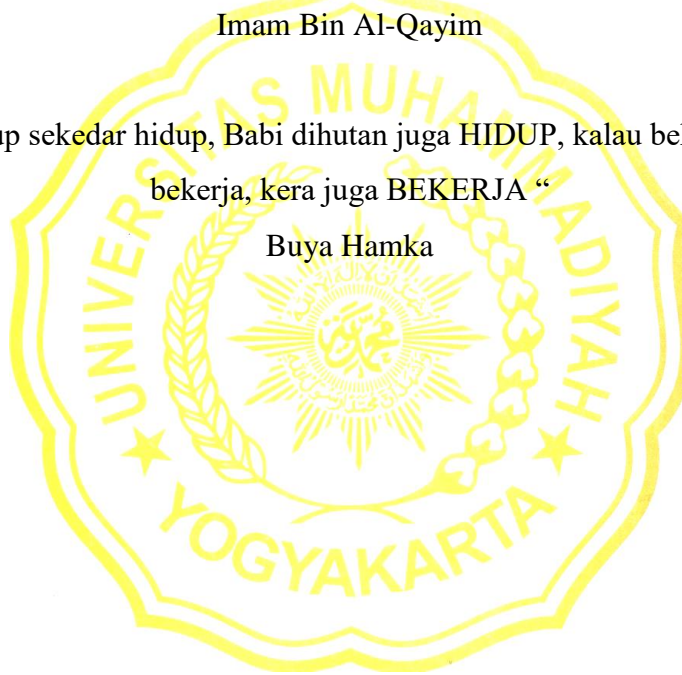 Imam Bin Al-Qayim
up sekedar hidup, Babi dihutan juga HIDUP, kalau be
bekerja, kera juga BEKERJA “
Buya Hamka
UNIVERSITAS MUHAMMADIYAH
YOGYAKARTA